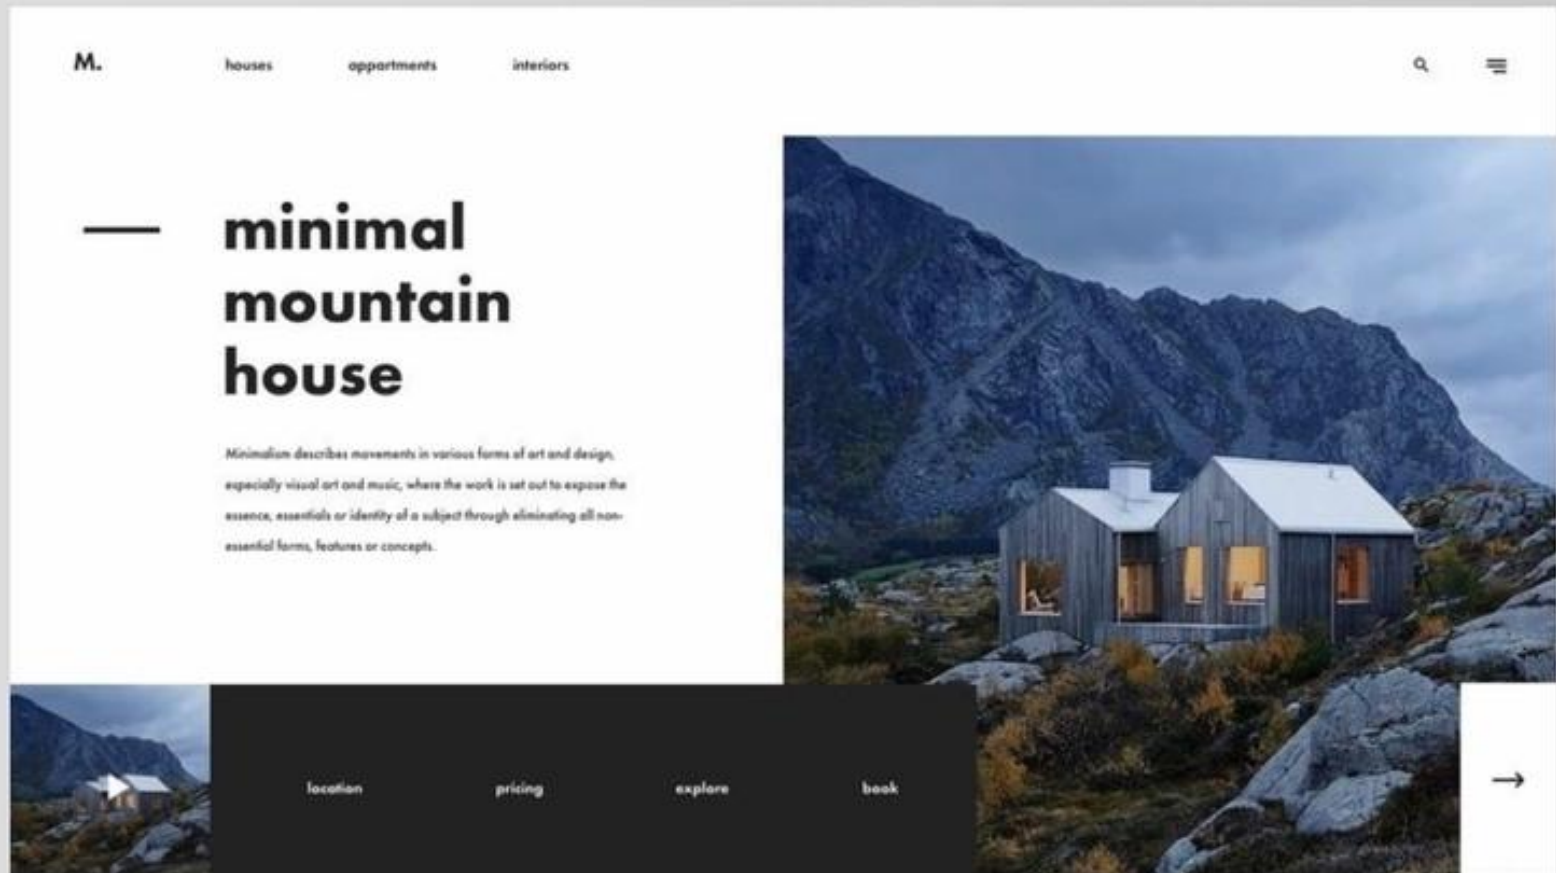 M.
houses appartments interiors
minimal
mountain
house
Minimalism describes movements in various forms of art and design,
especially visual art and music, where the work is set out to expose the
essence, essentials or identity of a subject through eliminating all non-
essential forms, features or concepts.
location pricing explore book